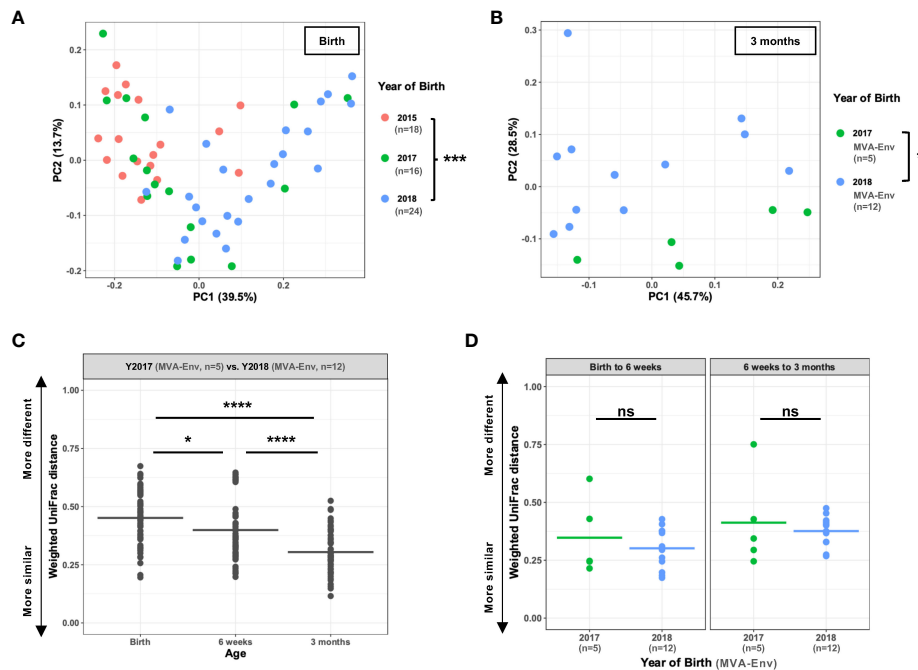 A
Birth
0.2
0.1
0.0
-0.1
-0.2
PC2 (13.7%)
-0.2
0.0
0.2
PC1 (39.5%)
Year of Birth
2015
(n=18)
2017
(n=16)
2018
(n=24)
***
B
3 months
0.3
0.2
0.1
0.0
-0.1
PC2 (28.5%)
-0.1
0.0
0.1
0.2
PC1 (45.7%)
Year of Birth
2017
MVA-Env
(n=5)
2018
MVA-Env
(n=12)
C
Y2017 (MVA-Env, n=5) vs. Y2018 (MVA-Env, n=12)
More different
More similar
Weighted UniFrac distance
1.00
0.75
0.50
0.25
0.00
****
*
****
Birth
6 weeks
3 months
Age
D
Birth to 6 weeks
6 weeks to 3 months
More different
More similar
Weighted UniFrac distance
1.00
0.75
0.50
0.25
0.00
ns
ns
2017
(n=5)
2018
(n=12)
2017
(n=5)
2018
(n=12)
Year of Birth (MVA-Env)